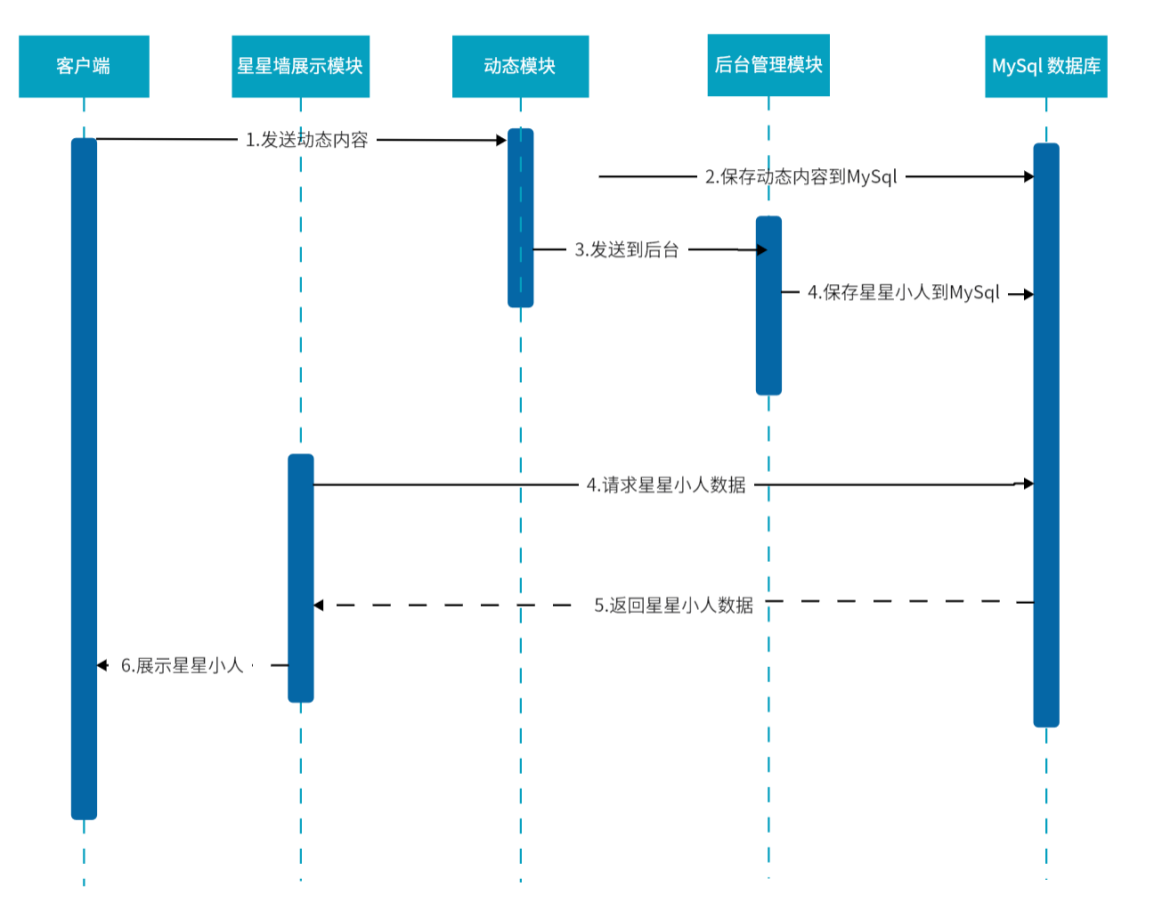 客户端
星星墙展示模块
动态模块
后台管理模块
MySql 数据库
1.发送动态内容
2.保存动态内容到MySql
3.发送到后台
4.保存星星小人到MySql
4.请求星星小人数据
5.返回星星小人数据
6.展示星星小人